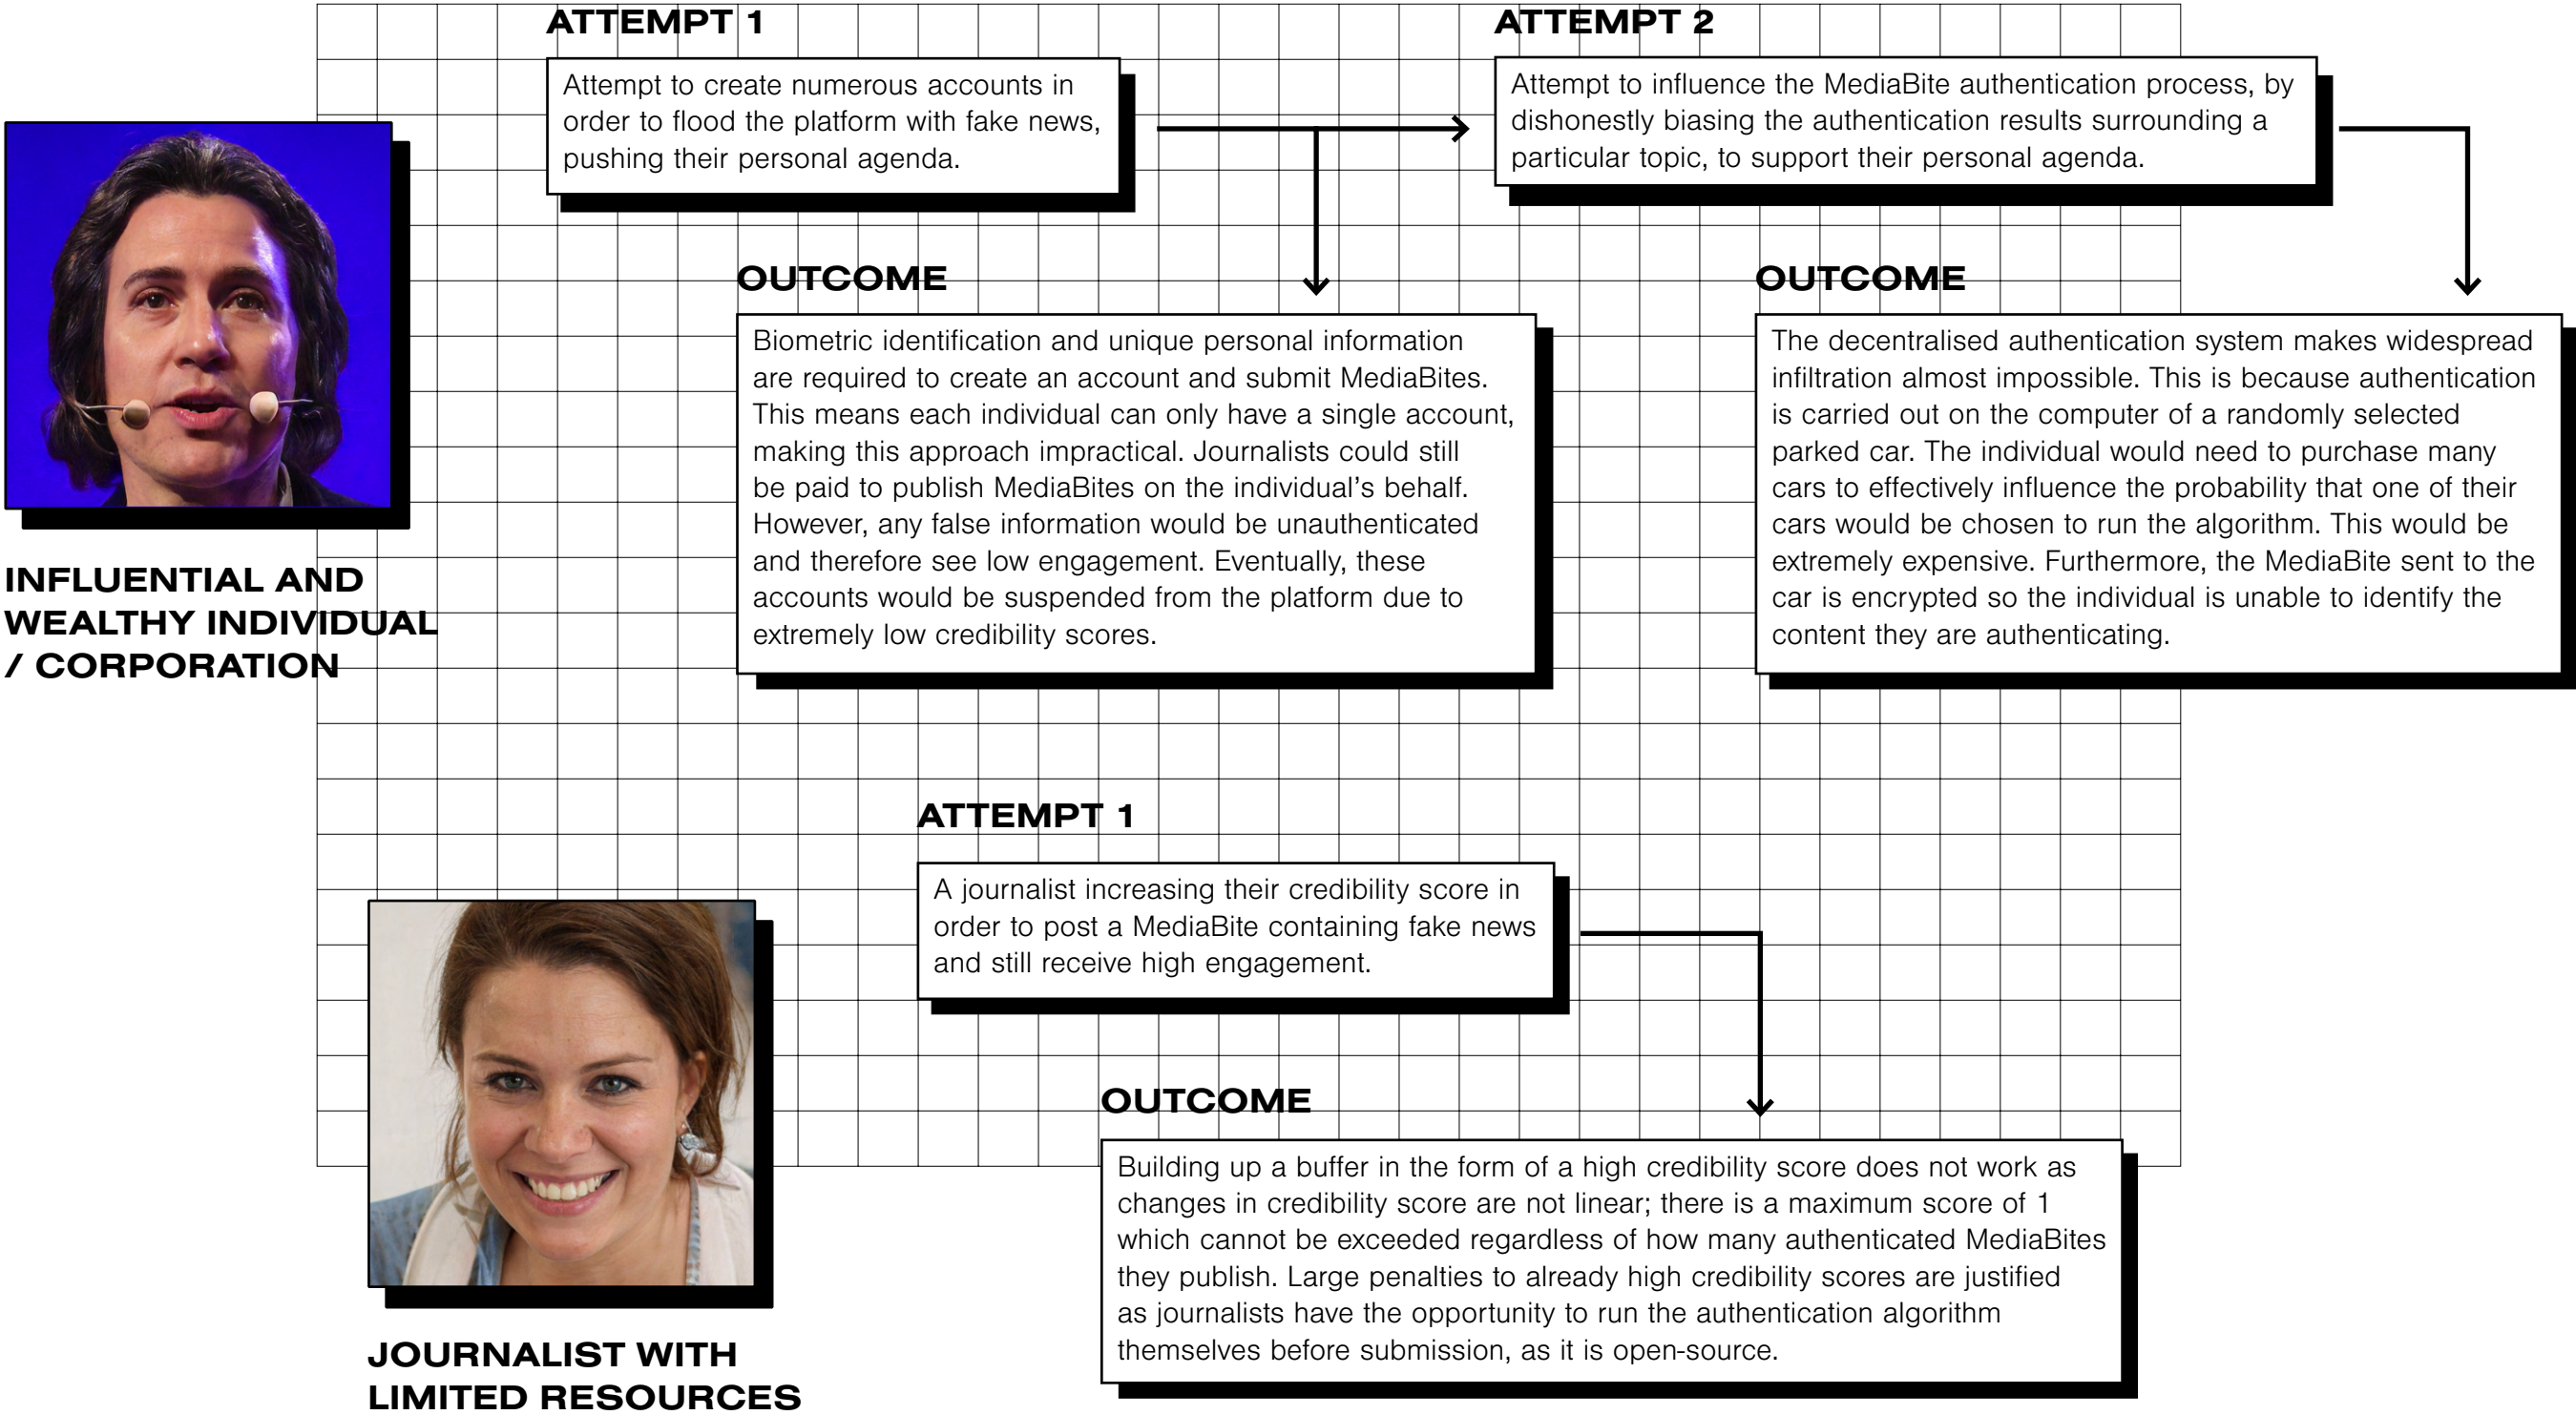 ATTEMPT 1
Attempt to create numerous accounts in
order to flood the platform with fake news,
pushing their personal agenda.
ATTEMPT 2
Attempt to influence the MediaBite authentication process, by
dishonestly biasing the authentication results surrounding a
particular topic, to support their personal agenda.
INFLUENTIAL AND
WEALTHY INDIVIDUAL
/ CORPORATION
OUTCOME
Biometric identification and unique personal information
are required to create an account and submit MediaBites.
This means each individual can only have a single account,
making this approach impractical. Journalists could still
be paid to publish MediaBites on the individual’s behalf.
However, any false information would be unauthenticated
and therefore see low engagement. Eventually, these
accounts would be suspended from the platform due to
extremely low credibility scores.
OUTCOME
The decentralised authentication system makes widespread
infiltration almost impossible. This is because authentication
is carried out on the computer of a randomly selected
parked car. The individual would need to purchase many
cars to effectively influence the probability that one of their
cars would be chosen to run the algorithm. This would be
extremely expensive. Furthermore, the MediaBite sent to the
car is encrypted so the individual is unable to identify the
content they are authenticating.
ATTEMPT 1
A journalist increasing their credibility score in
order to post a MediaBite containing fake news
and still receive high engagement.
JOURNALIST WITH
LIMITED RESOURCES
OUTCOME
Building up a buffer in the form of a high credibility score does not work as
changes in credibility score are not linear; there is a maximum score of 1
which cannot be exceeded regardless of how many authenticated MediaBites
they publish. Large penalties to already high credibility scores are justified
as journalists have the opportunity to run the authentication algorithm
themselves before submission, as it is open-source.